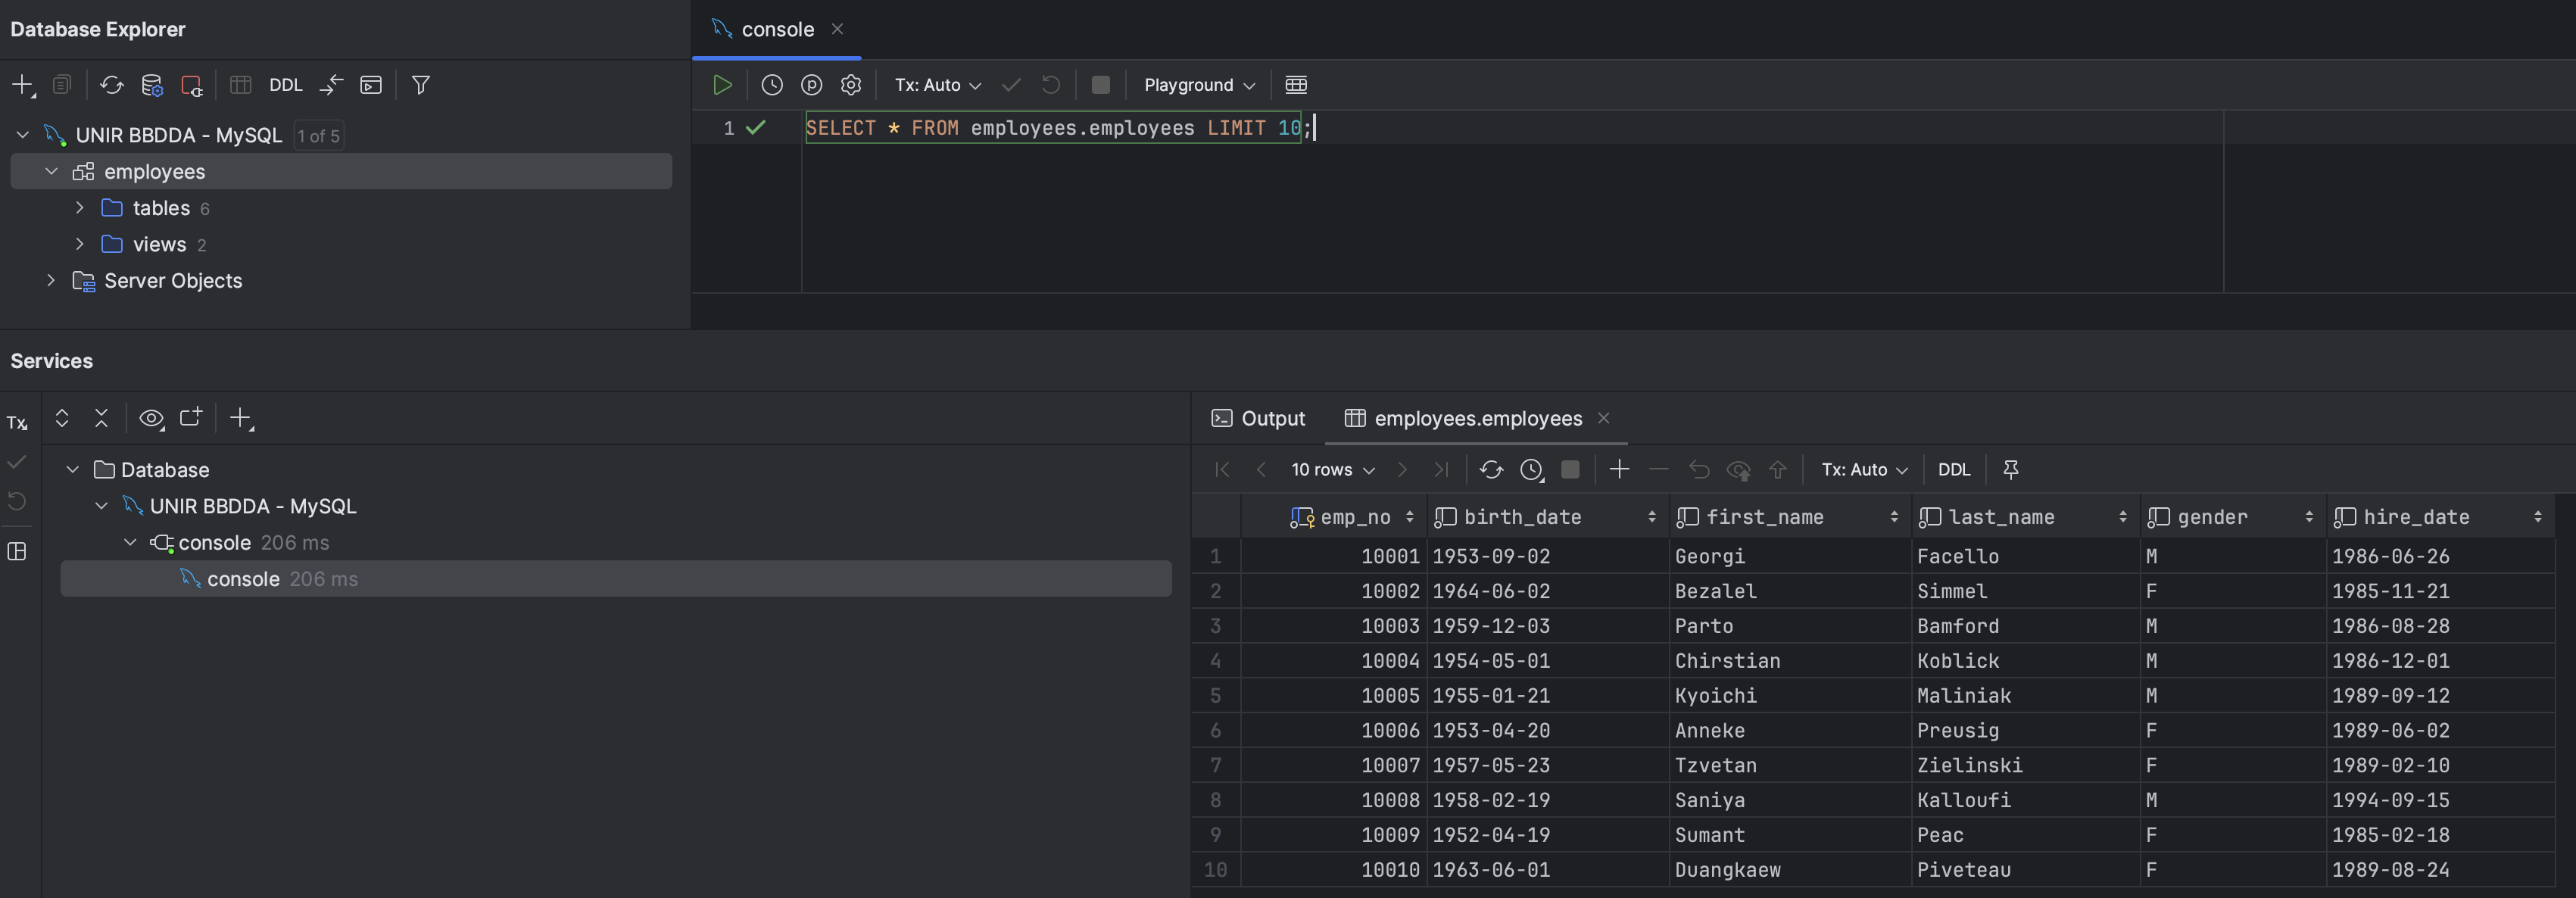 Database Explorer
DDL
UNIR BBDDA - MySQL 1 of 5
employees
tables 6
views 2
Server Objects
console
Tx: Auto
Playground
1 SELECT * FROM employees.employees LIMIT 10;
Services
Tx
Database
UNIR BBDDA - MySQL
console 206 ms
console 206 ms
Output employees.employees
10 rows Tx: Auto DDL
emp_no birth_date first_name last_name gender hire_date
1 10001 1953-09-02 Georgi Facello M 1986-06-26
2 10002 1964-06-02 Bezalel Simmel F 1985-11-21
3 10003 1959-12-03 Parto Bamford M 1986-08-28
4 10004 1954-05-01 Chirstian Koblick M 1986-12-01
5 10005 1955-01-21 Kyoichi Maliniak M 1989-09-12
6 10006 1953-04-20 Anneke Preusig F 1989-06-02
7 10007 1957-05-23 Tzvetan Zielinski F 1989-02-10
8 10008 1958-02-19 Saniya Kalloufi M 1994-09-15
9 10009 1952-04-19 Sumant Peac F 1985-02-18
10 10010 1963-06-01 Duangkaew Piveteau F 1989-08-24